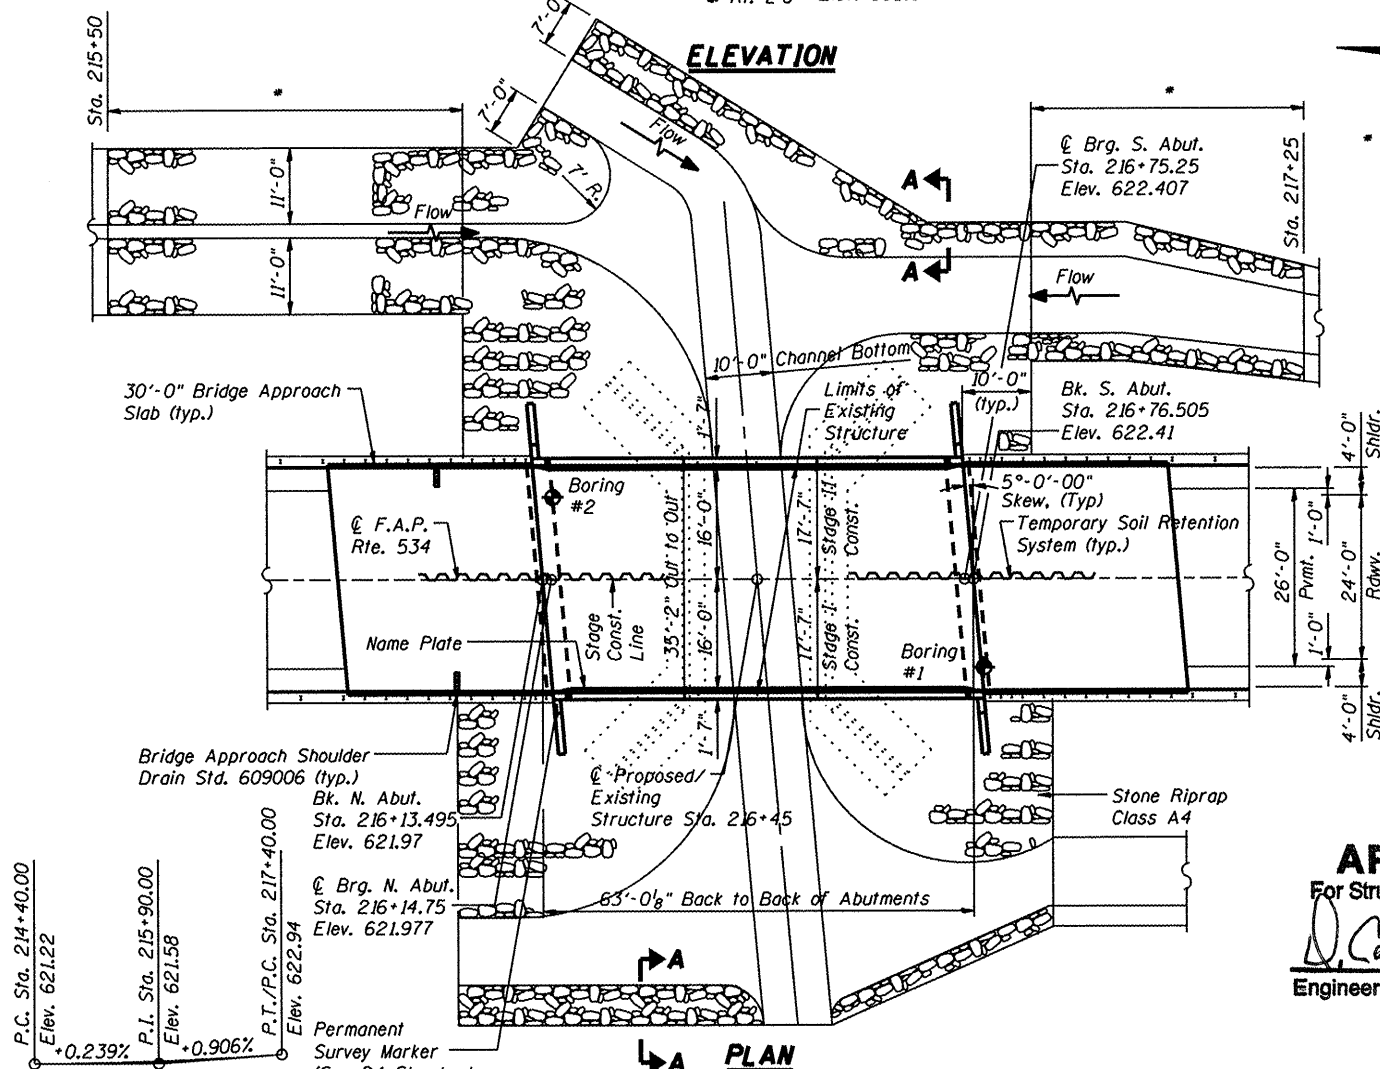 ELEVATION
Sta. 215+50
*
7'-0"
7'-0"
Flow
7' R.
*
*
Sta. 217+25
℄ Brg. S. Abut.
Sta. 216+75.25
Elev. 622.407
A
A
11'-0"
11'-0"
Flow
Flow
10'-0" Channel Bottom
10'-0"
(typ.)
30'-0" Bridge Approach
Slab (typ.)
1'-7"
Limits of
Existing
Structure
Bk. S. Abut.
Sta. 216+76.505
Elev. 622.41
4'-0"
Shldr.
Boring
#2
5°-0'-00"
Skew, (Typ)
℄ F.A.P.
Rte. 534
Temporary Soil Retention
System (typ.)
35'-2" Out to Out
16'-0"
16'-0"
17'-7"
17'-7"
Stage II
Const.
Stage I
Const.
26'-0"
Pvmt.
1'-0"
1'-0"
24'-0"
Rdwy.
Name Plate
Stage
Const.
Line
Boring
#1
4'-0"
Shldr.
1'-7"
Bridge Approach Shoulder
Drain Std. 609006 (typ.)
℄ Proposed/
Existing
Structure Sta. 216+45
Bk. N. Abut.
Sta. 216+13.495
Elev. 621.97
Stone Riprap
Class A4
℄ Brg. N. Abut.
Sta. 216+14.75
Elev. 621.977
63'-0⅛" Back to Back of Abutments
For Stru
Engineer
P.C. Sta. 214+40.00
Elev. 621.22
P.I. Sta. 215+90.00
Elev. 621.58
P.T./P.C. Sta. 217+40.00
Elev. 622.94
+0.239%
+0.906%
Permanent
Survey Marker
A
A
PLAN